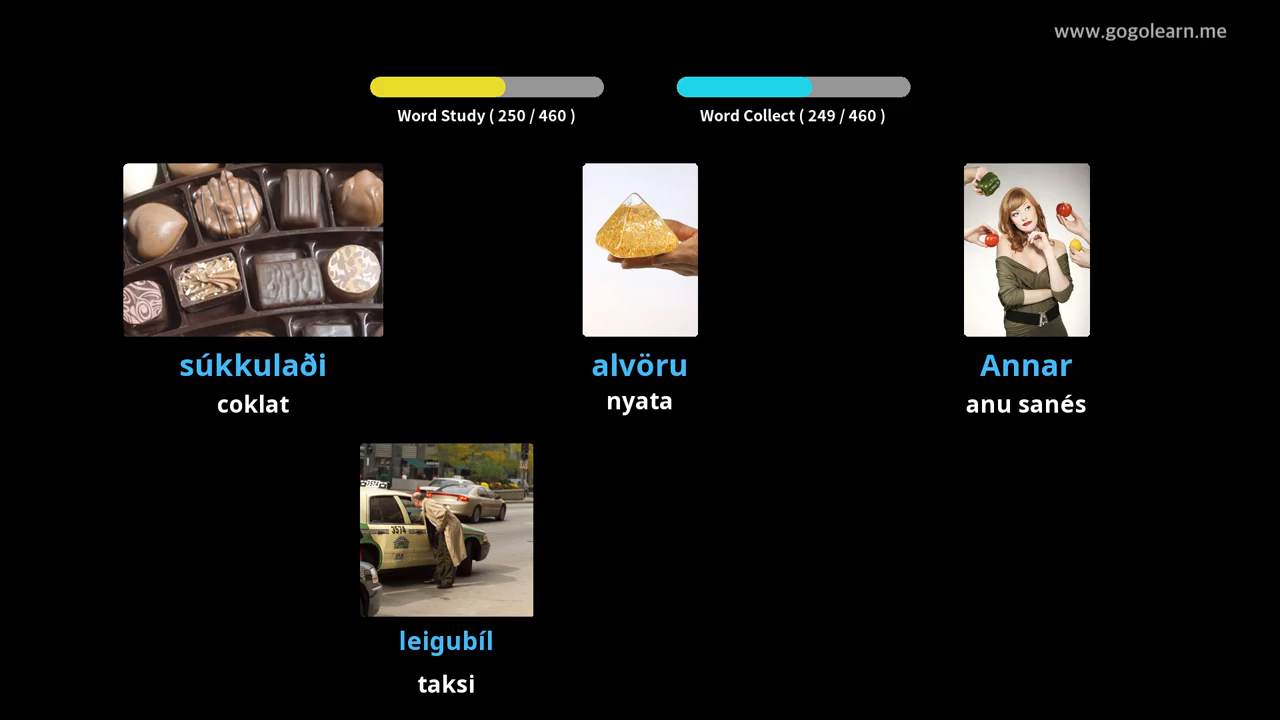 www.gogolearn.me
Word Study ( 250 / 460 )
Word Collect ( 249 / 460 )
súkkulaði
coklat
alvöru
nyata
Annar
anu sanés
3574
leigubíl
taksi